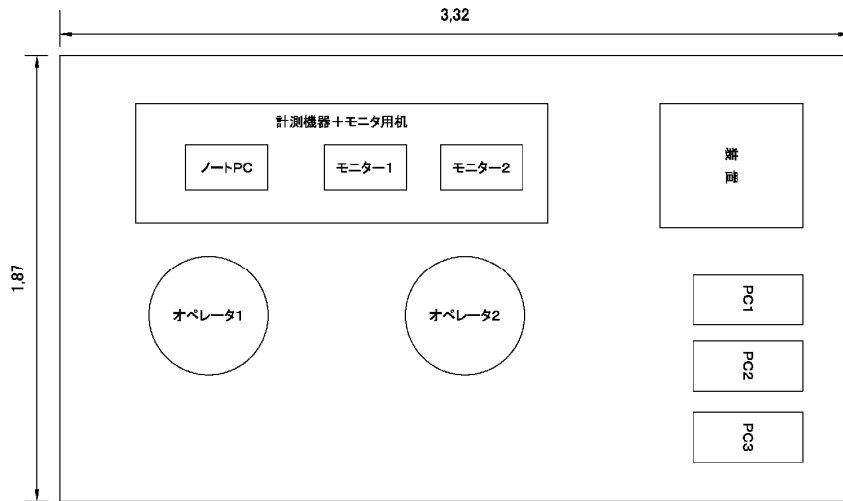 3,32
1,87
計測機器＋モニタ用机
ノートPC
モニター1
モニター2
装置
オペレータ1
オペレータ2
PC1
PC2
PC3